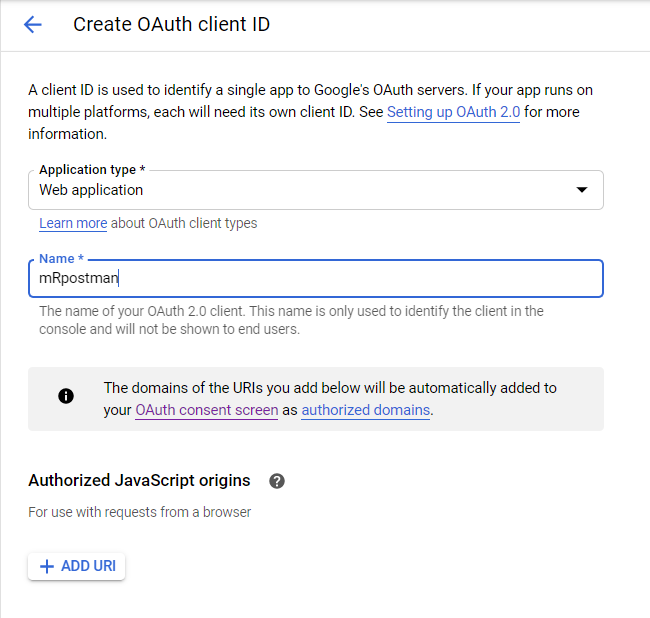 Create OAuth client ID
A client ID is used to identify a single app to Google's OAuth servers. If your app runs on
multiple platforms, each will need its own client ID. See Setting up OAuth 2.0 for more
information.
Application type *
Web application
Learn more about OAuth client types
Name *
mRpostman
The name of your OAuth 2.0 client. This name is only used to identify the client in the
console and will not be shown to end users.
The domains of the URIs you add below will be automatically added to
your OAuth consent screen as authorized domains.
Authorized JavaScript origins
For use with requests from a browser
ADD URI